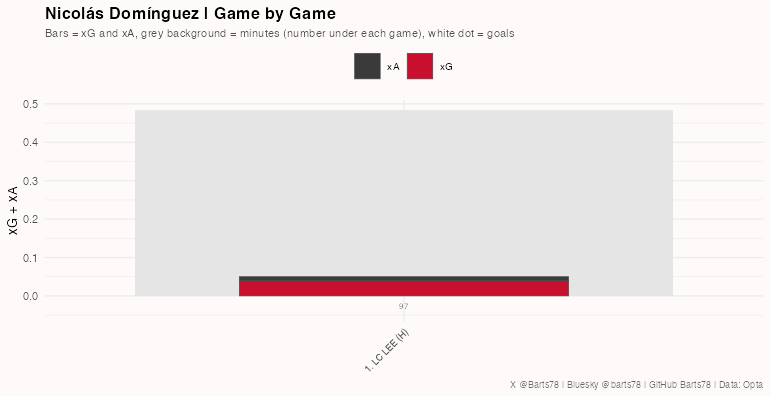 Nicolás Domínguez | Game by Game
Bars = xG and xA, grey background = minutes (number under each game), white dot = goals
xA xG
0.5
0.4
0.3
0.2
0.1
0.0
xG + xA
97
1. LC LEE (H)
X @Barts78 | Bluesky @barts78 | GitHub Barts78 | Data: Opta